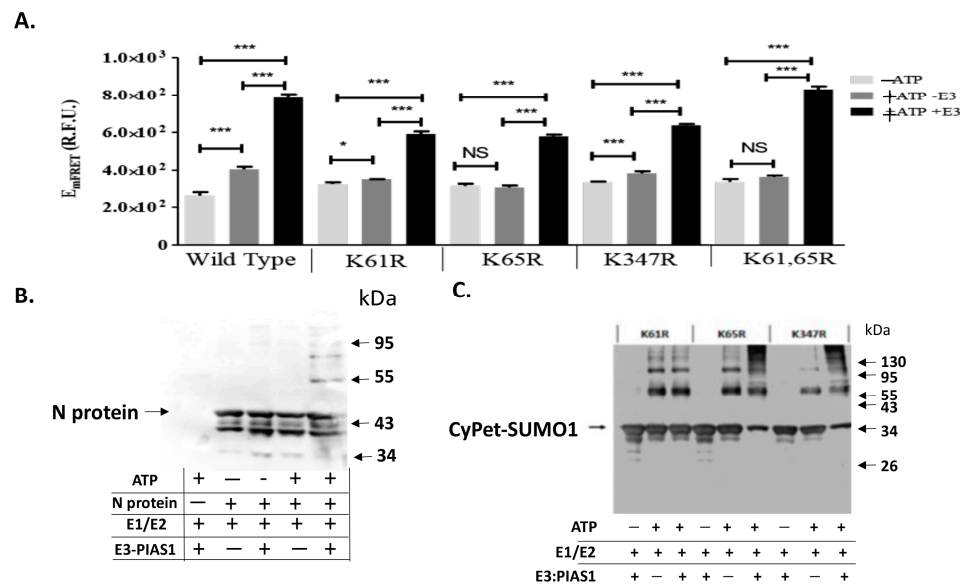 A.
E_mFRET (R.F.U.)
1.0×10³
8.0×10²
6.0×10²
4.0×10²
2.0×10²
0
*** *** *** *** ***
*** *** *** *** ***
*** * NS *** NS
Wild Type K61R K65R K347R K61,65R
−ATP
+ATP -E3
+ATP +E3
B.
kDa
95
55
N protein
43
34
ATP + − - + +
N protein − + + + +
E1/E2 + + + + +
E3-PIAS1 + − + − +
C.
K61R K65R K347R
kDa
130
95
55
43
CyPet-SUMO1
34
26
ATP − + + − + + − + +
E1/E2 + + + + + + + + +
E3:PIAS1 + − + + − + + − +